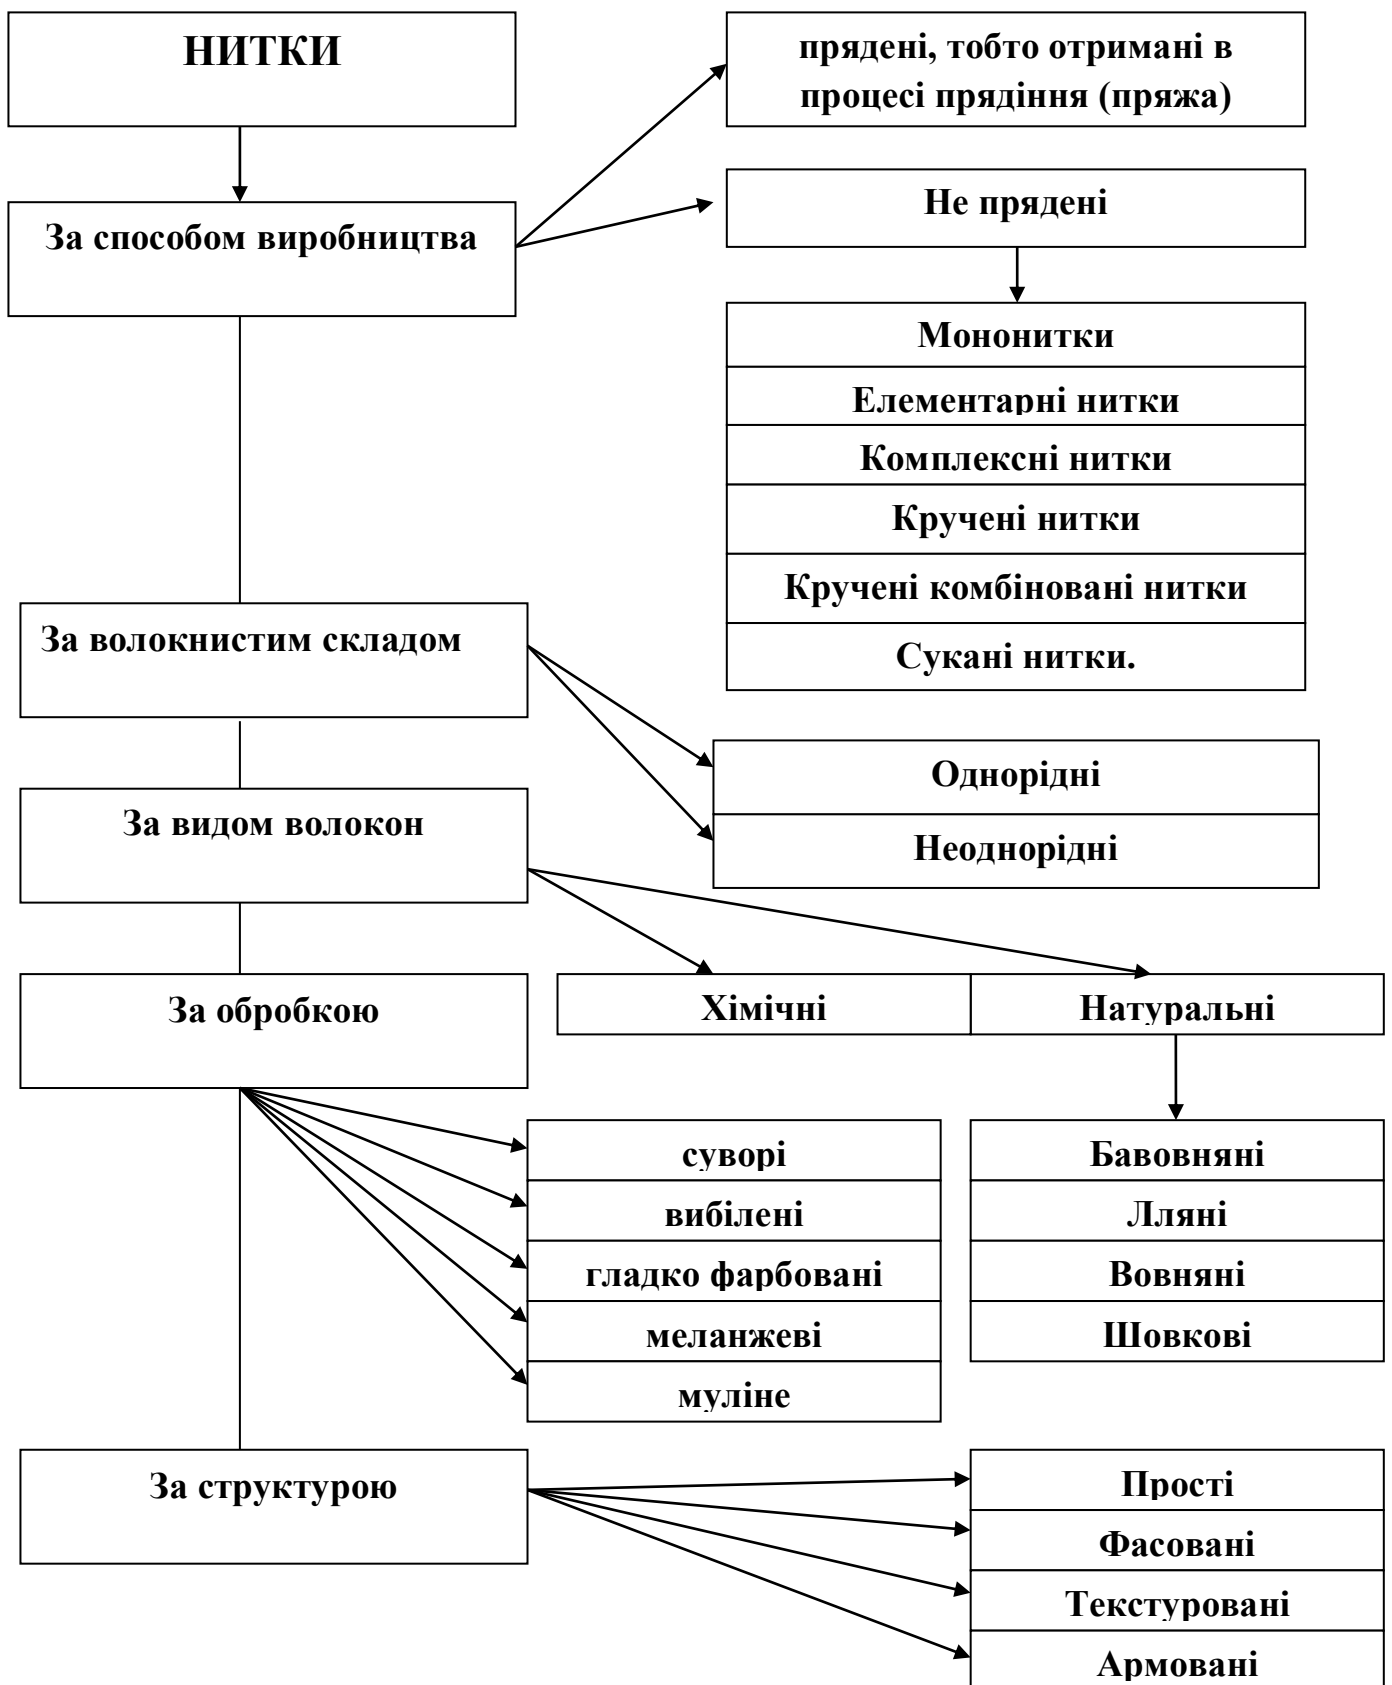 НИТКИ
прядені, тобто отримані в
процесі прядіння (пряжа)
За способом виробництва
Не прядені
Мононитки
Елементарні нитки
Комплексні нитки
Кручені нитки
Кручені комбіновані нитки
Сукані нитки.
За волокнистим складом
Однорідні
Неоднорідні
За видом волокон
Хімічні
Натуральні
За обробкою
суворі
вибілені
гладко фарбовані
меланжеві
муліне
Бавовняні
Лляні
Вовняні
Шовкові
За структурою
Прості
Фасовані
Текстуровані
Армовані